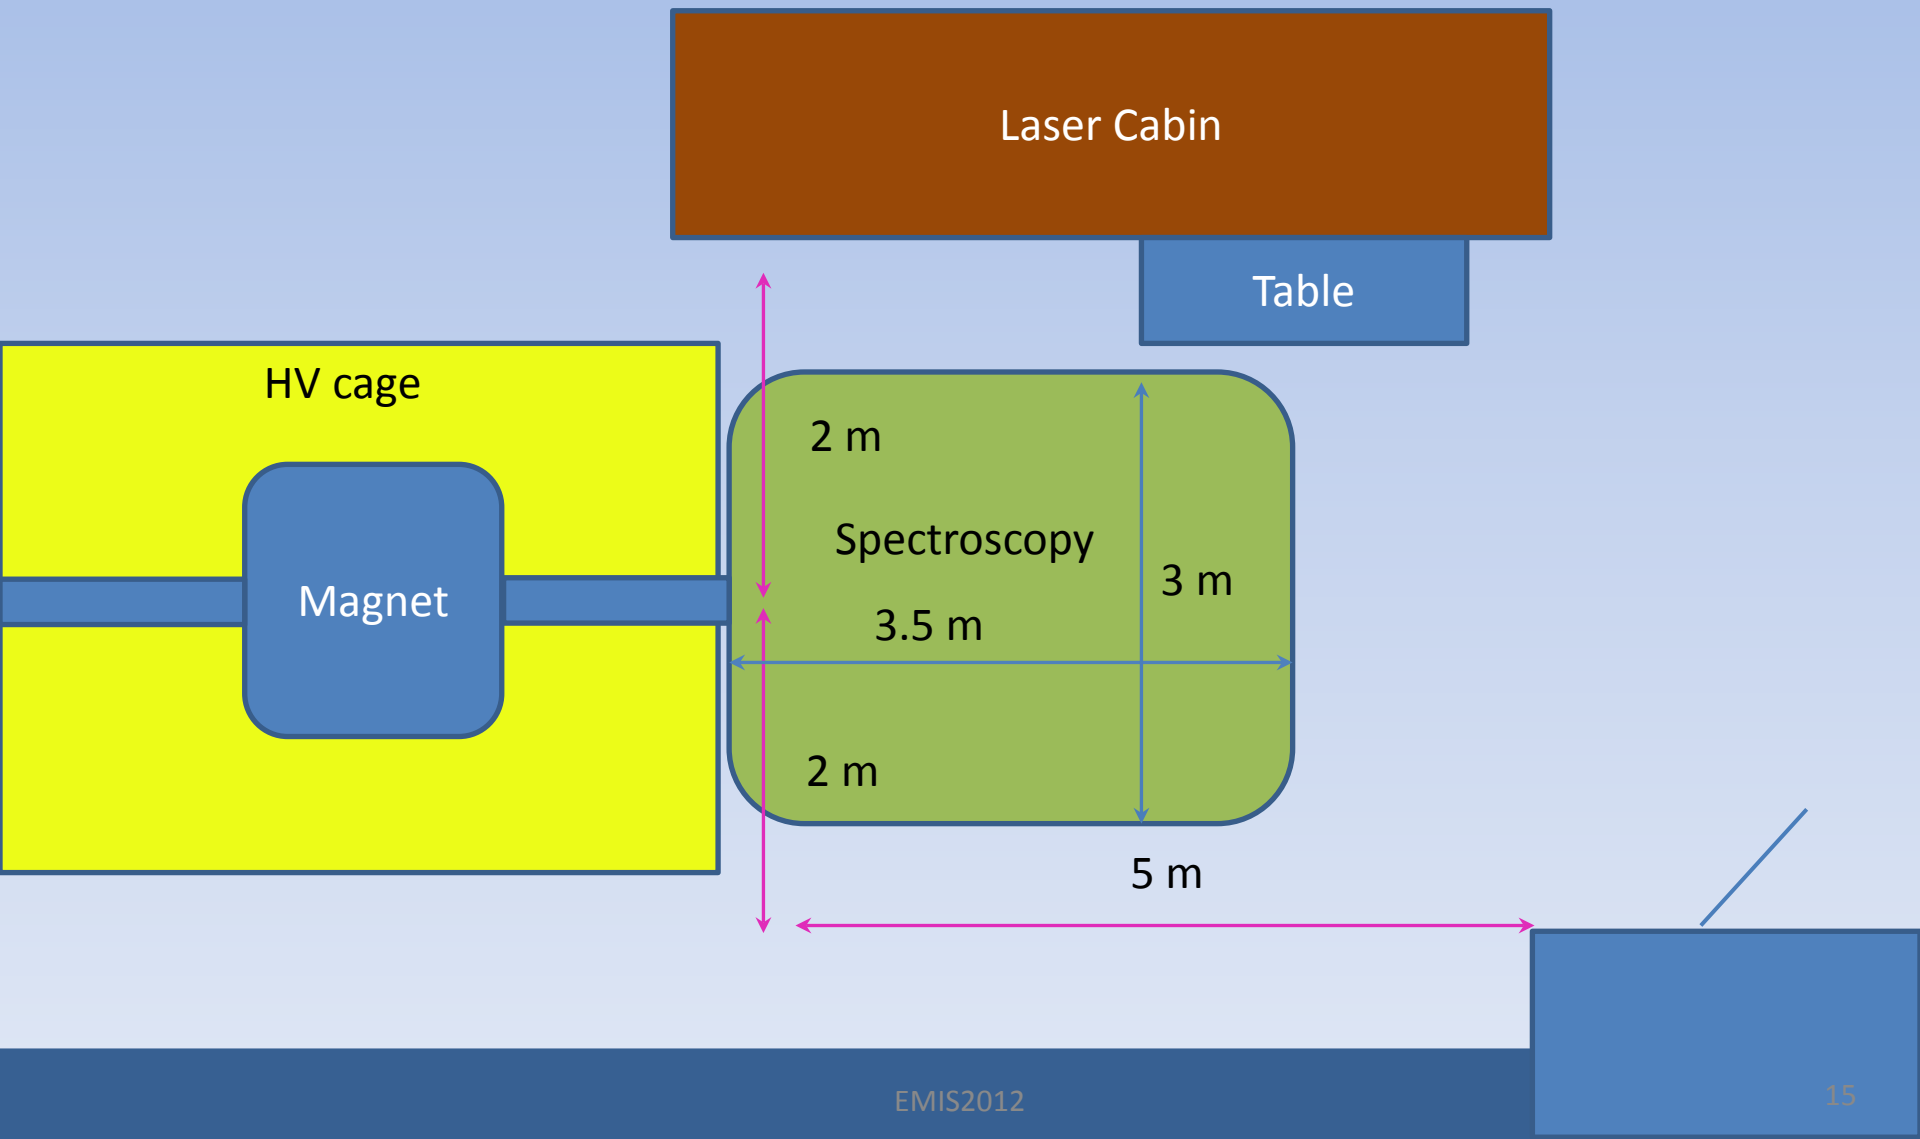 Laser Cabin
Table
HV cage
2 m
Spectroscopy
3 m
Magnet
3.5 m
2 m
5 m
EMIS2012
15